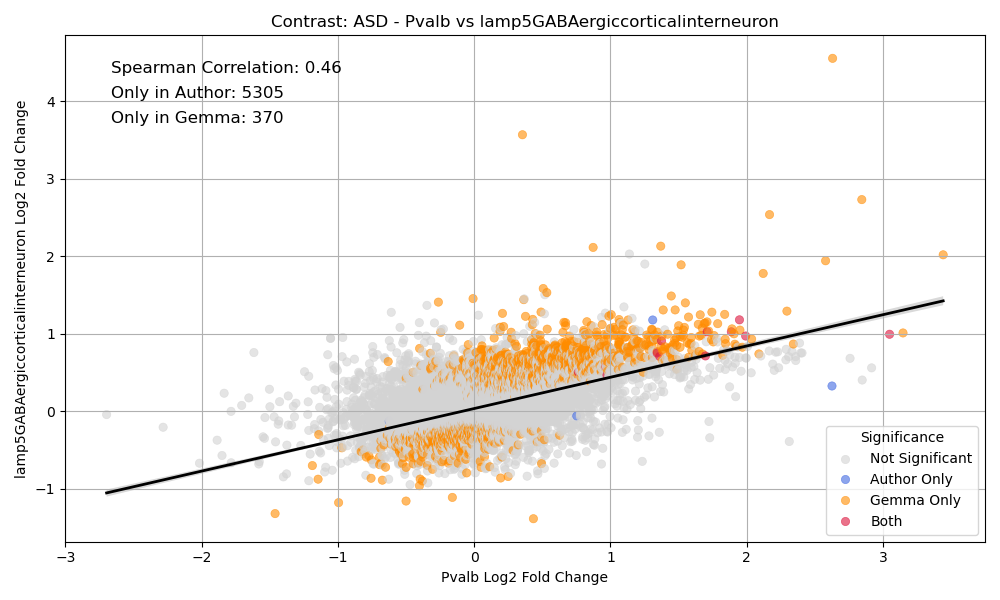 Contrast: ASD - Pvalb vs lamp5GABAergiccorticalinterneuron
Spearman Correlation: 0.46
Only in Author: 5305
Only in Gemma: 370
lamp5GABAergiccorticalinterneuron Log2 Fold Change
4
3
2
1
0
−1
Significance
Not Significant
Author Only
Gemma Only
Both
−3 −2 −1 0 1 2 3
Pvalb Log2 Fold Change